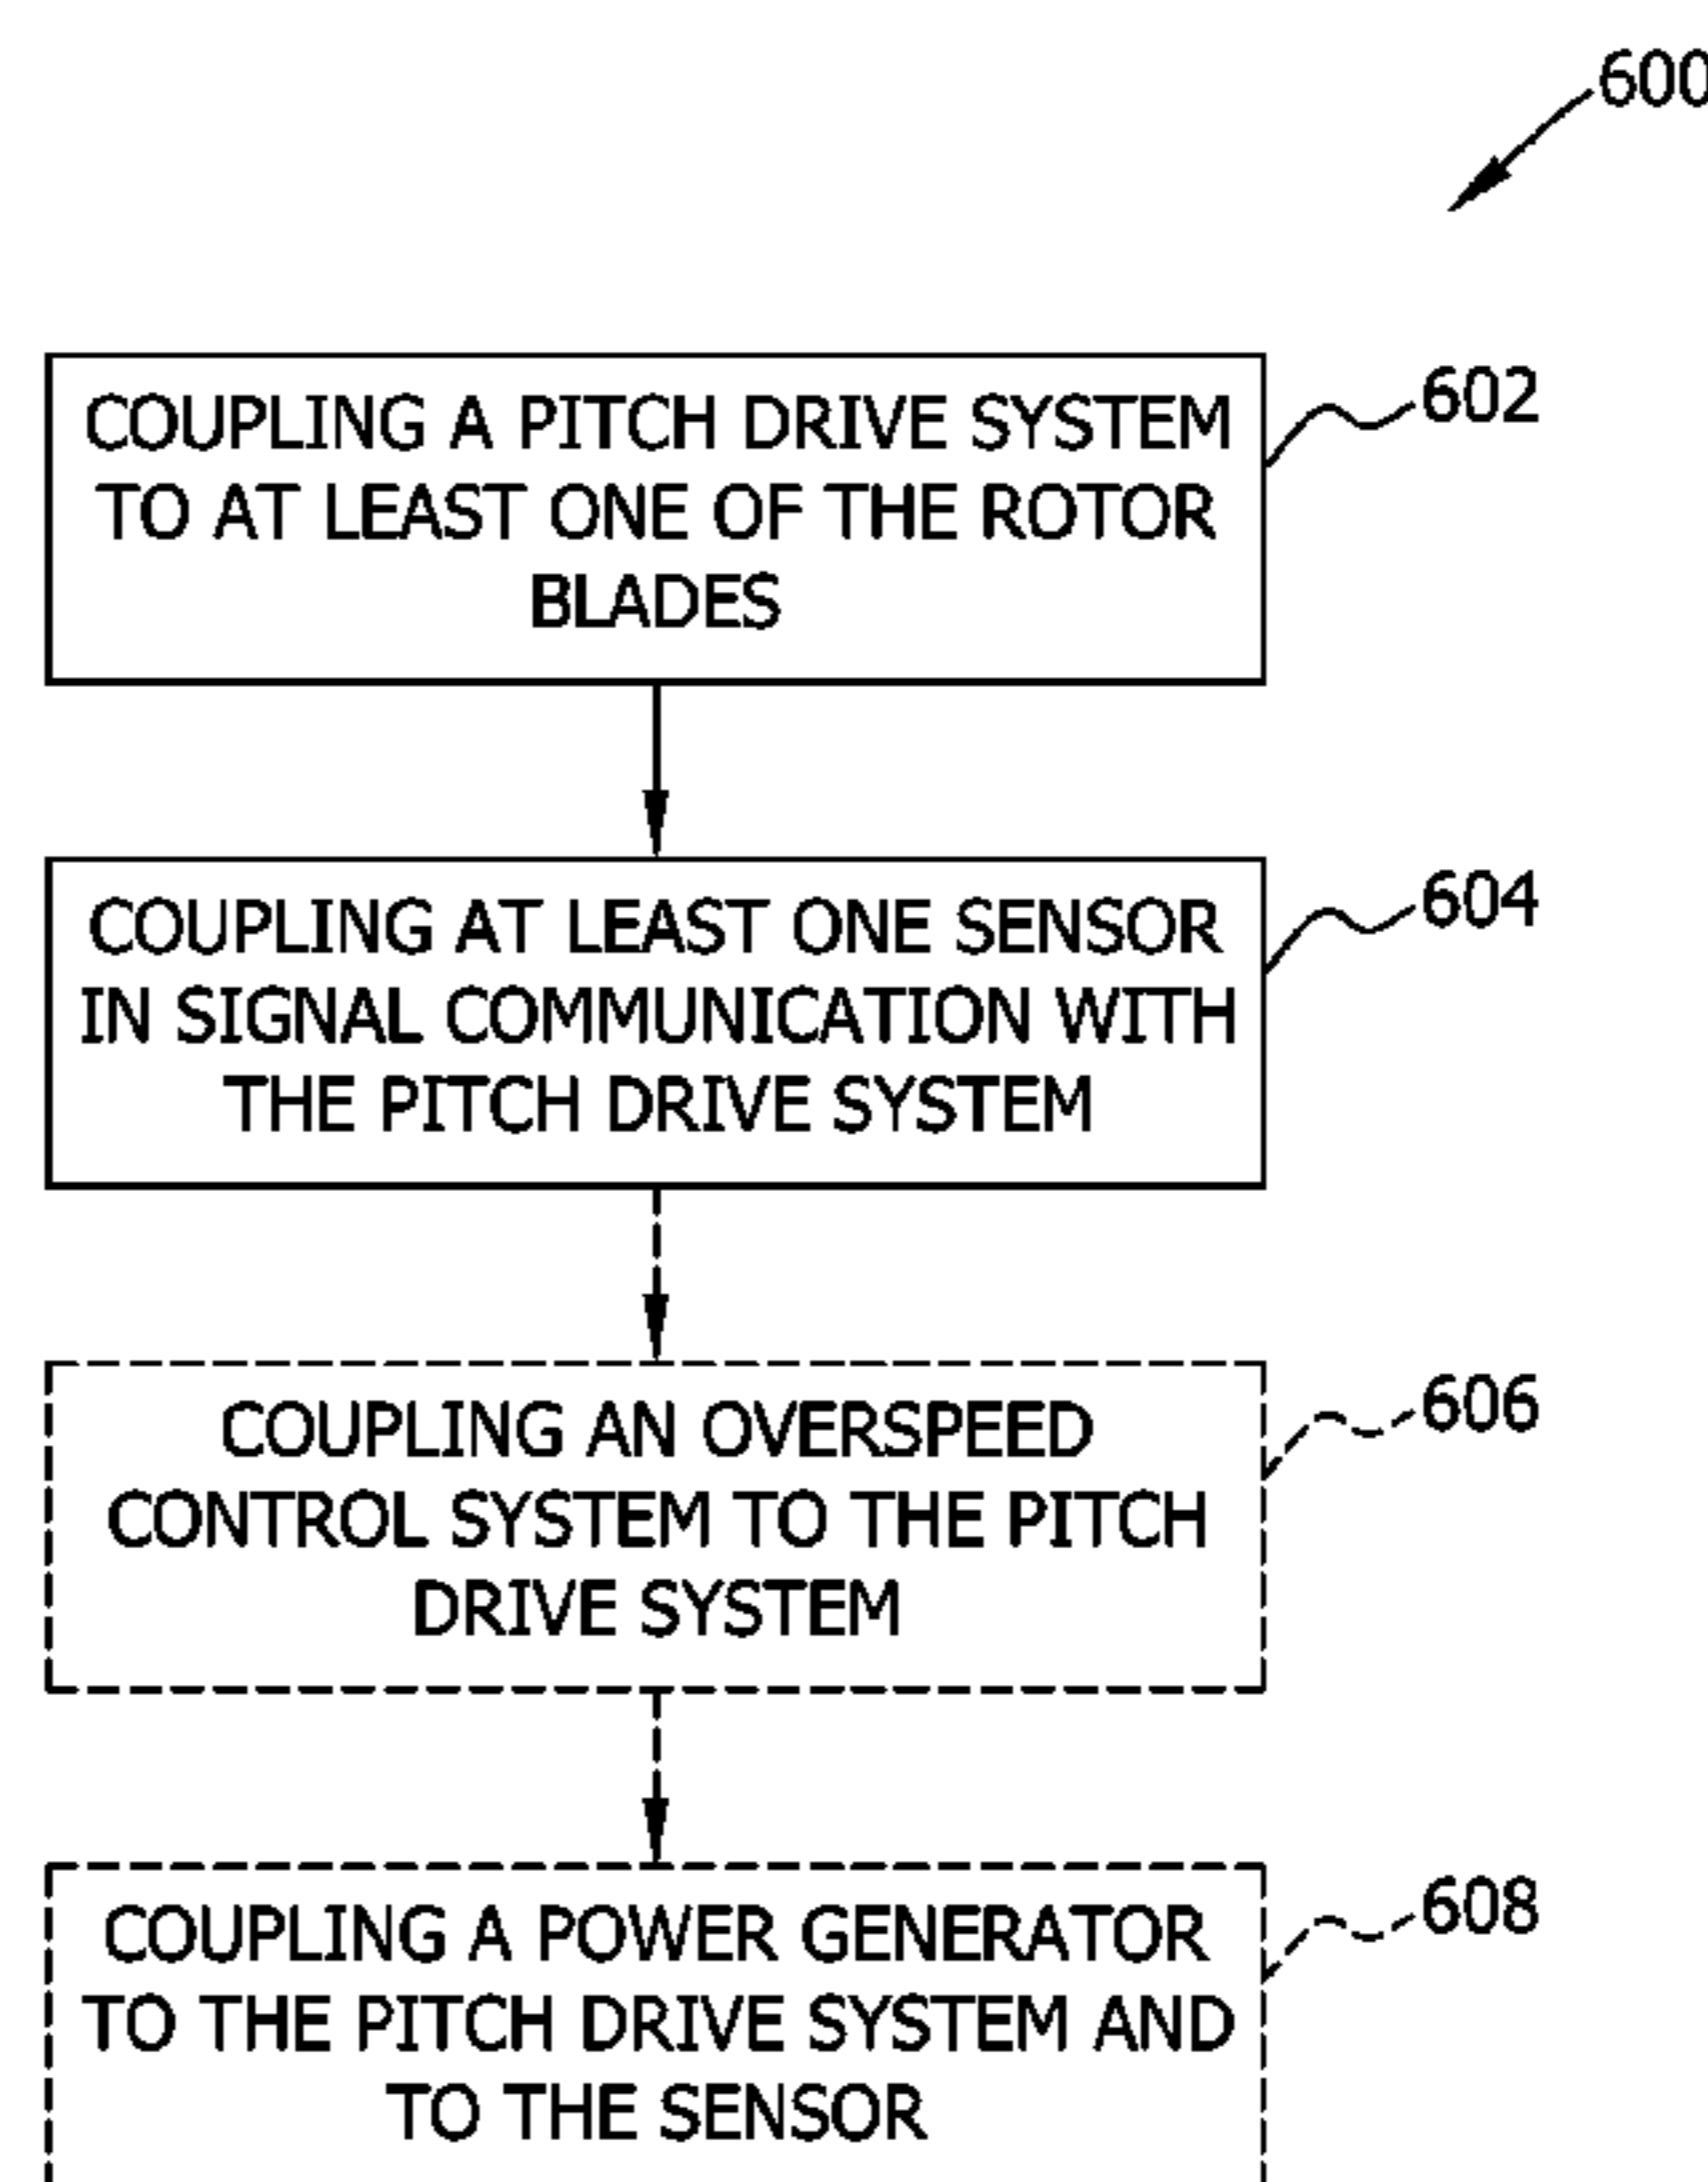 600
COUPLING A PITCH DRIVE SYSTEM
TO AT LEAST ONE OF THE ROTOR
BLADES
602
COUPLING AT LEAST ONE SENSOR
IN SIGNAL COMMUNICATION WITH
THE PITCH DRIVE SYSTEM
604
COUPLING AN OVERSPEED
CONTROL SYSTEM TO THE PITCH
DRIVE SYSTEM
606
COUPLING A POWER GENERATOR
TO THE PITCH DRIVE SYSTEM AND
TO THE SENSOR
608